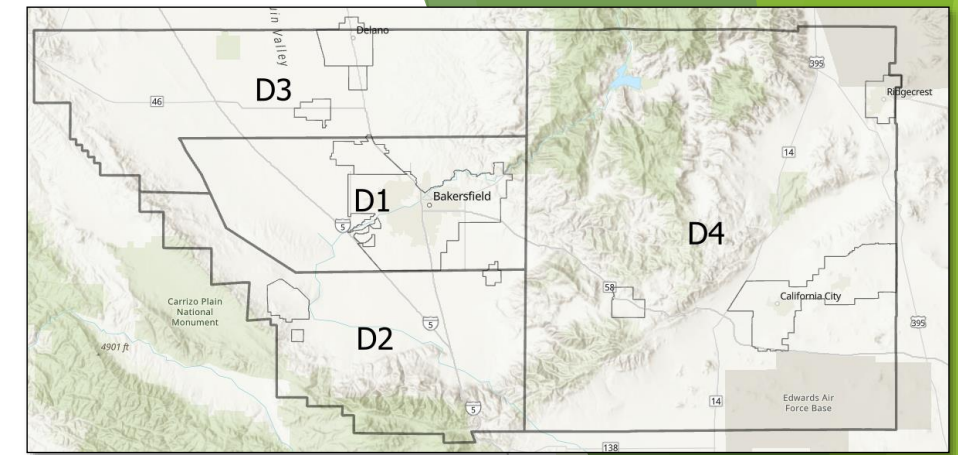 Valley
Delano
395
D3
46
Ridgecrest
14
Bakersfield
D1
5
D4
58
California City
Carrizo Plain
National
Monument
5
395
D2
4901 ft
14
Edwards Air
Force Base
5
138